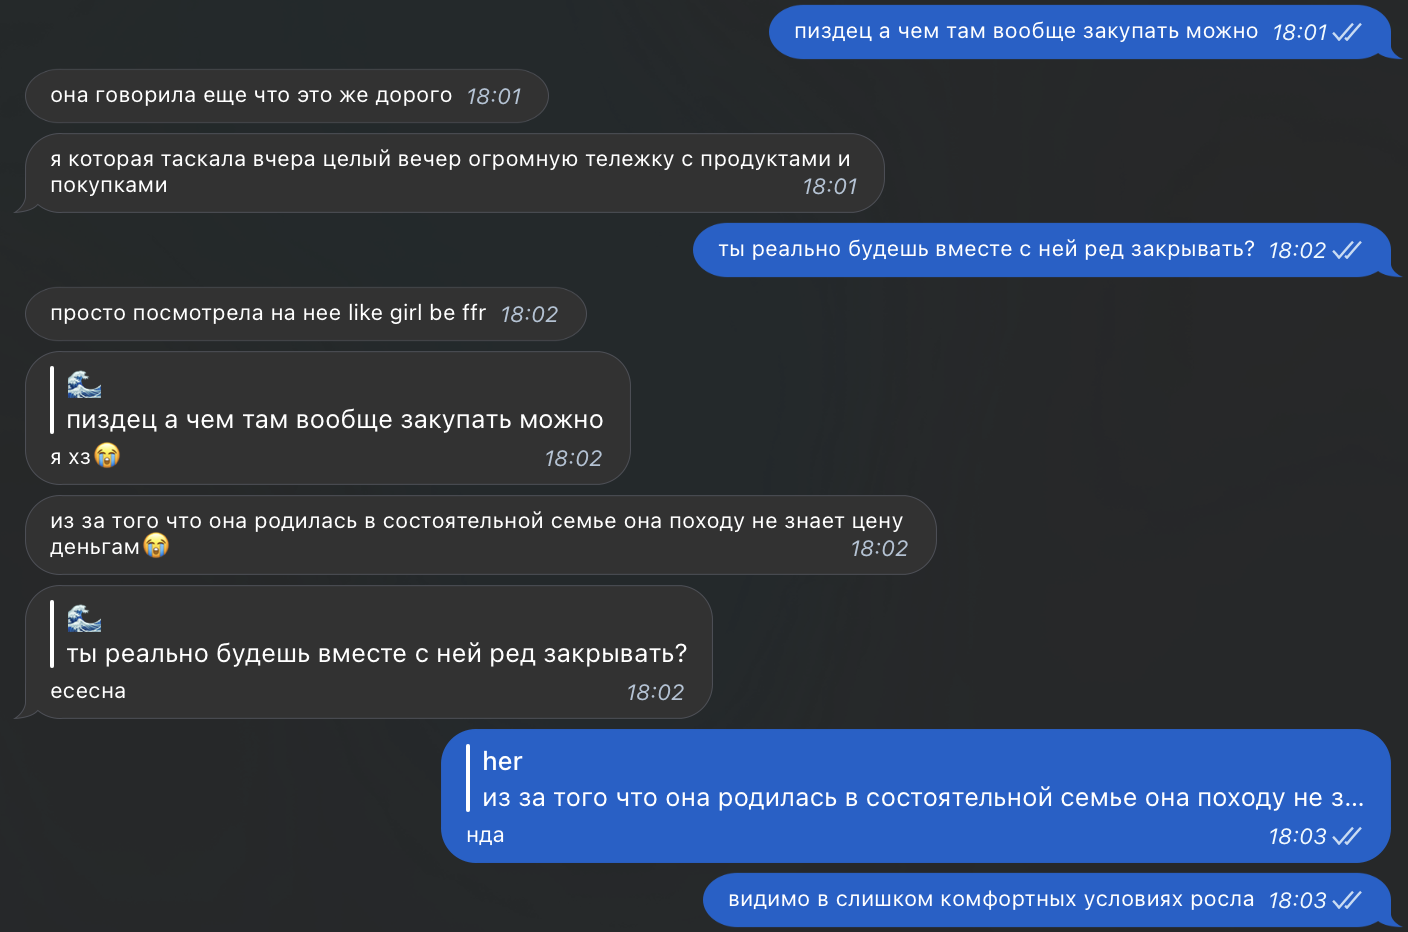 пиздец а чем там вообще закупать можно 18:01
она говорила еще что это же дорого 18:01
я которая таскала вчера целый вечер огромную тележку с продуктами и
покупками 18:01
ты реально будешь вместе с ней ред закрывать? 18:02
просто посмотрела на нее like girl be ffr 18:02
🌊
пиздец а чем там вообще закупать можно
я хз😭 18:02
из за того что она родилась в состоятельной семье она походу не знает цену
деньгам😭 18:02
🌊
ты реально будешь вместе с ней ред закрывать?
есесна 18:02
her
из за того что она родилась в состоятельной семье она походу не з...
нда 18:03
видимо в слишком комфортных условиях росла 18:03